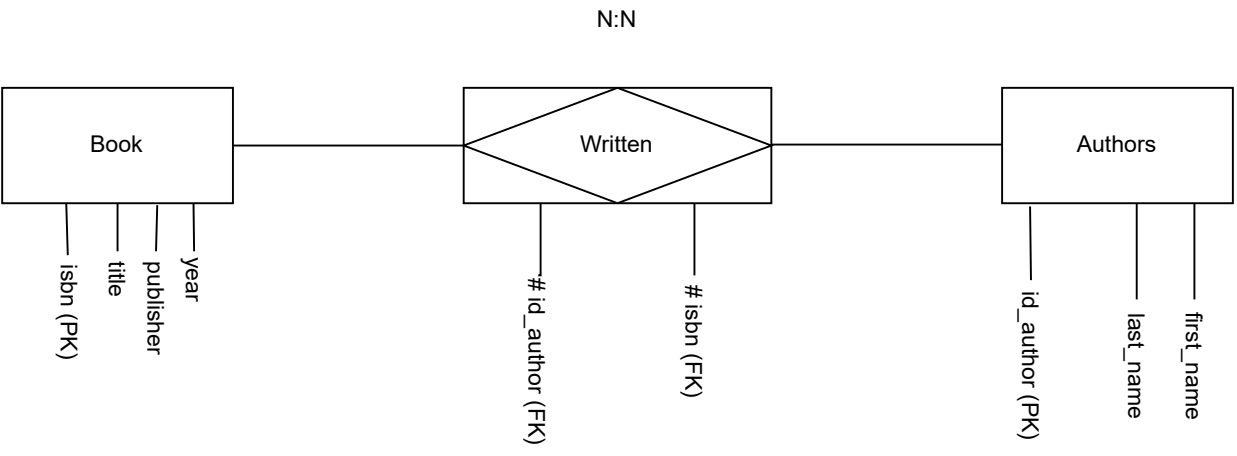 N:N
Book
Written
Authors
isbn (PK)
title
publisher
year
# id_author (FK)
# isbn (FK)
id_author (PK)
last_name
first_name